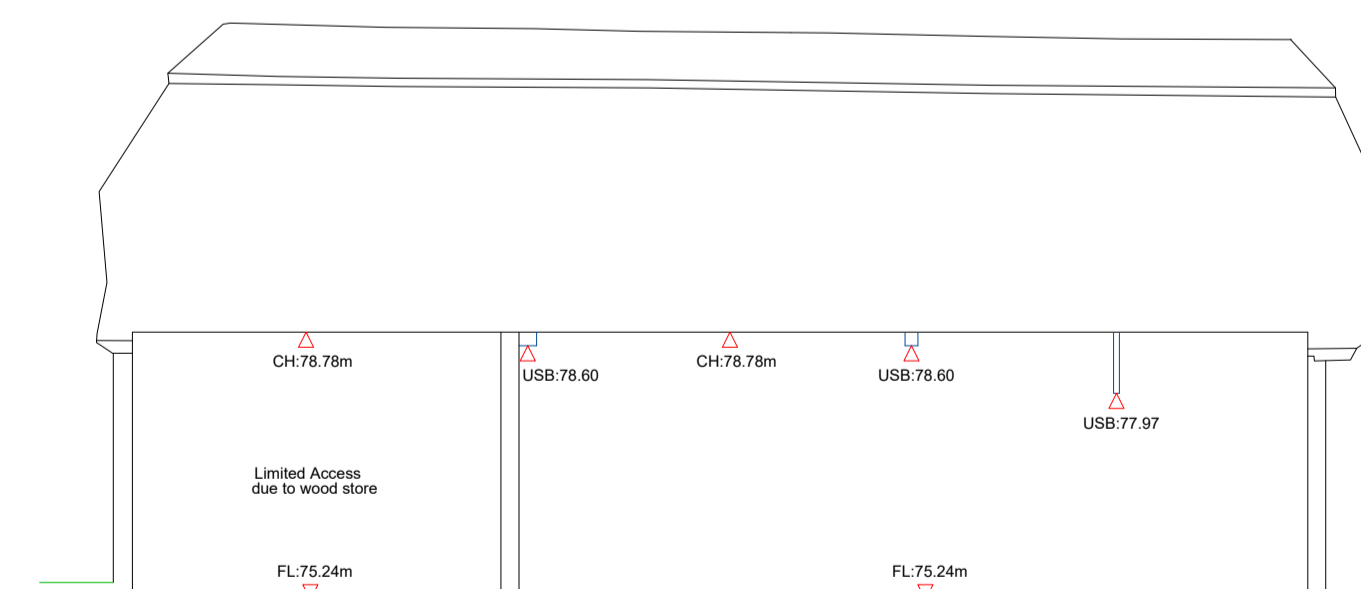 CH:78.78m
USB:78.60
CH:78.78m
USB:78.60
USB:77.97
Limited Access
due to wood store
FL:75.24m
FL:75.24m